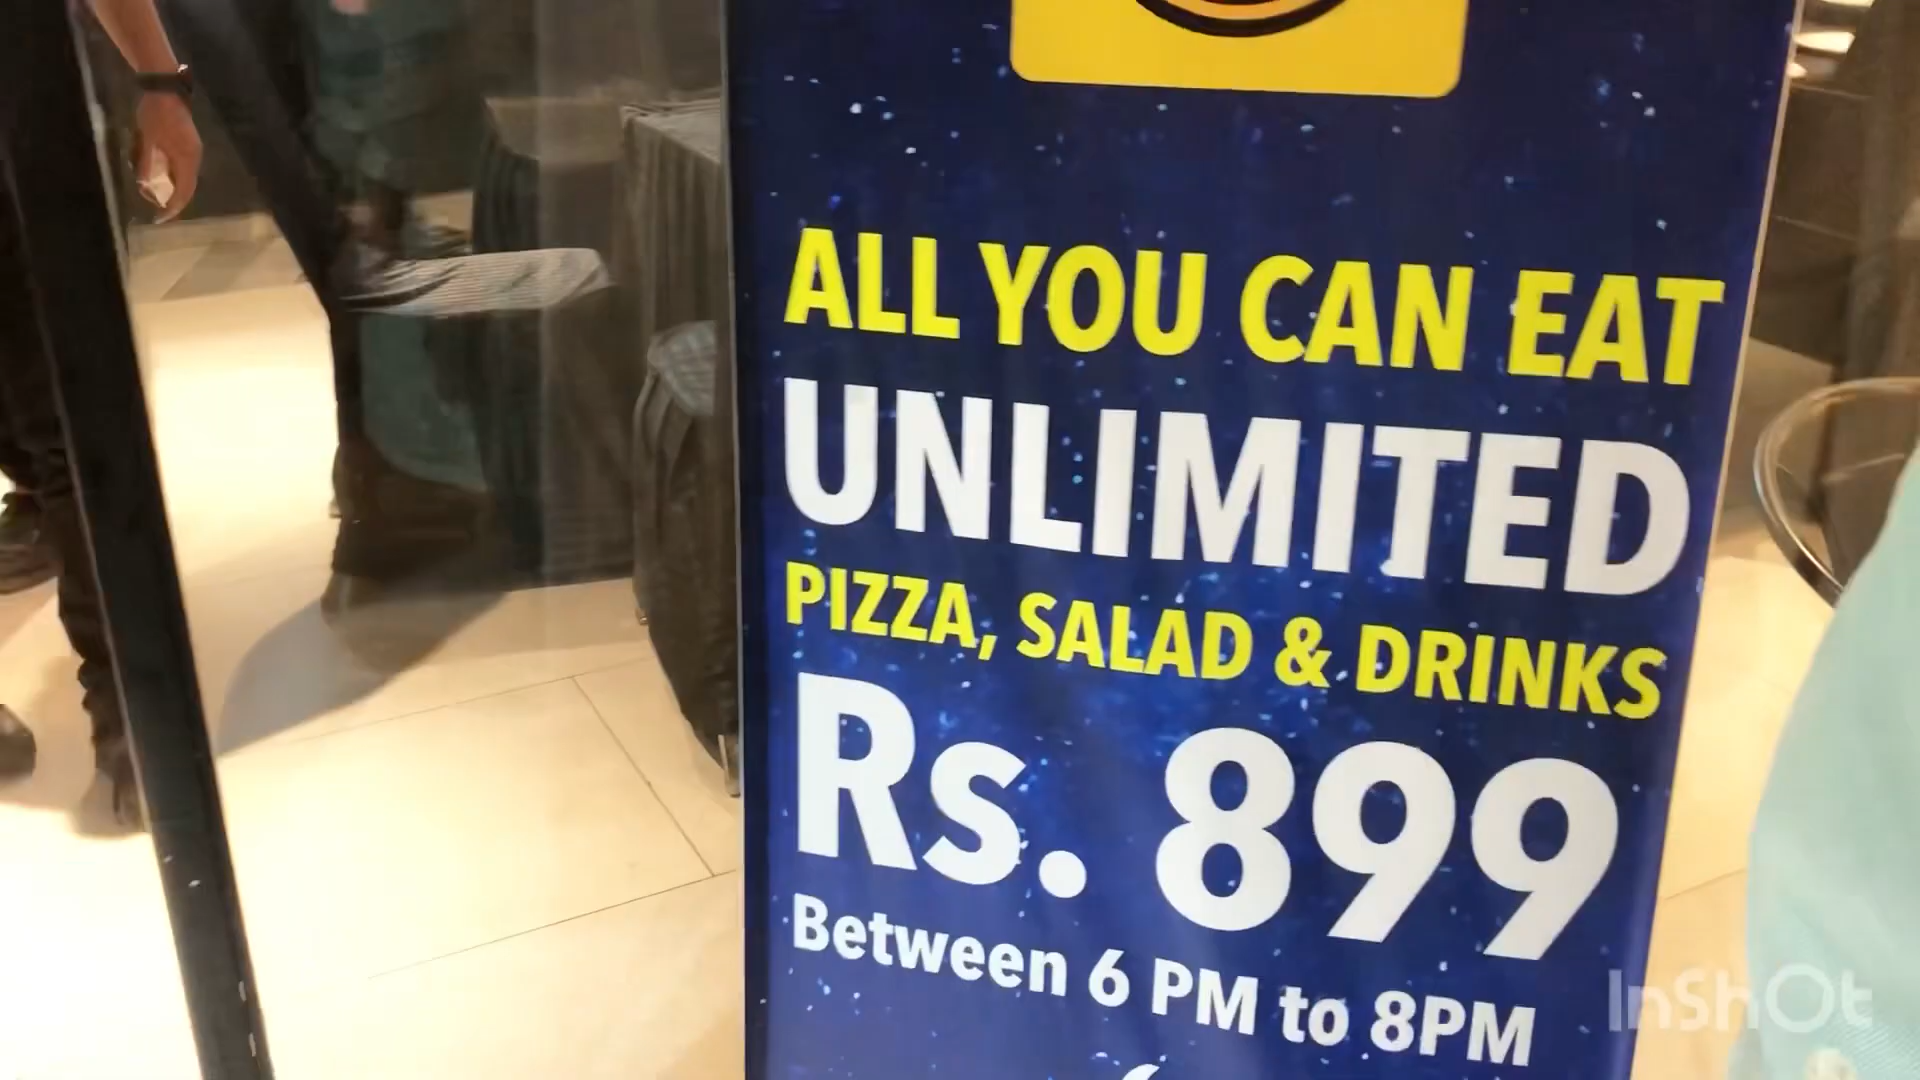 ALL YOU CAN EAT
UNLIMITED
PIZZA, SALAD & DRINKS
Rs. 899
Between 6 PM to 8PM
InShOt